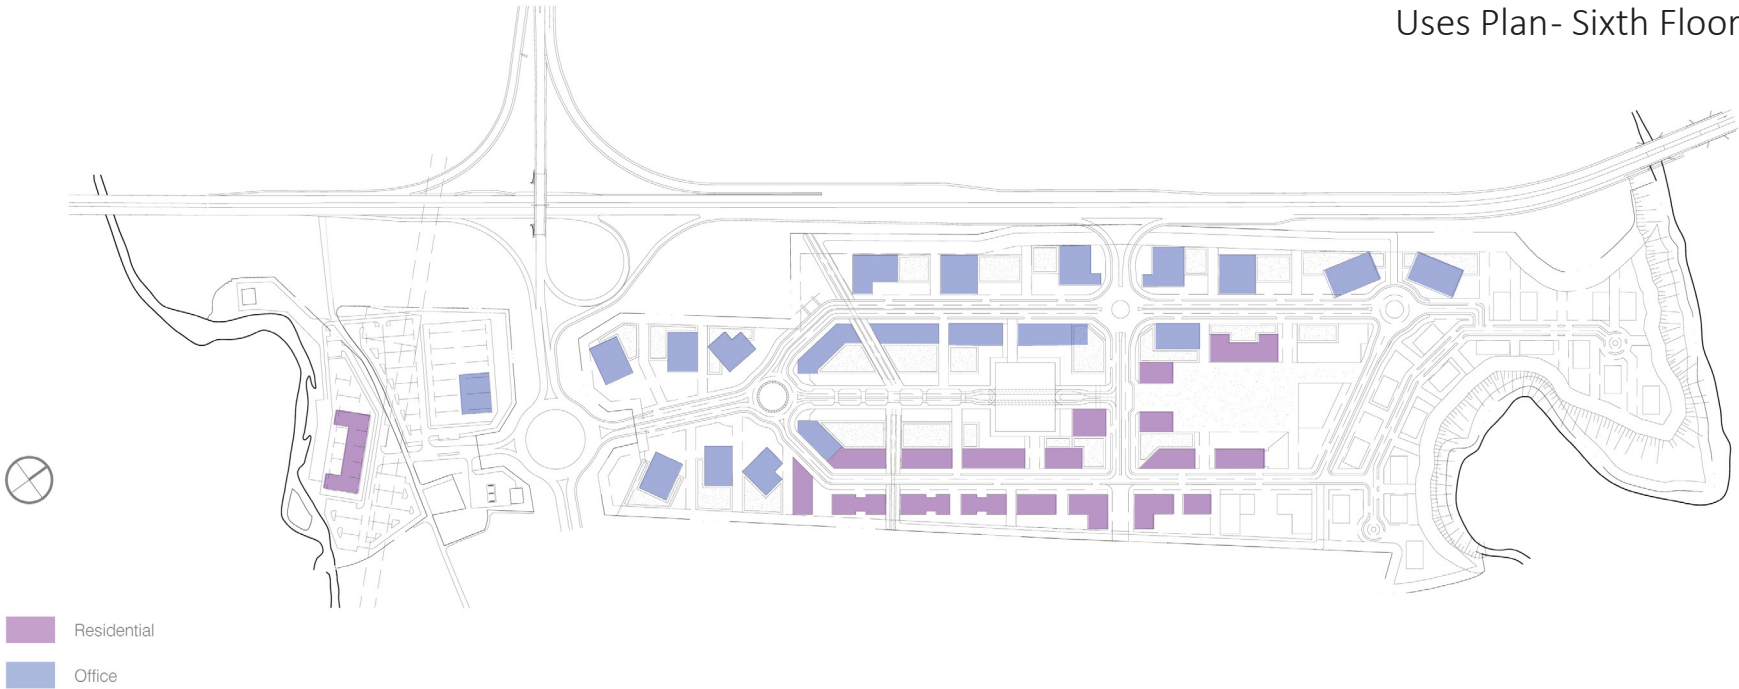 Uses Plan- Sixth Floor
Residential
Office